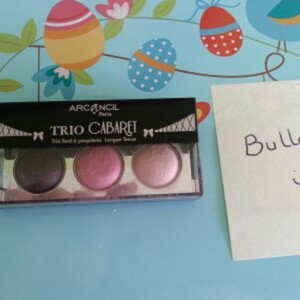 ARCANCIL
Paris
TRIO CABARET
Trio fard à paupières Longue Tenue
Bulle